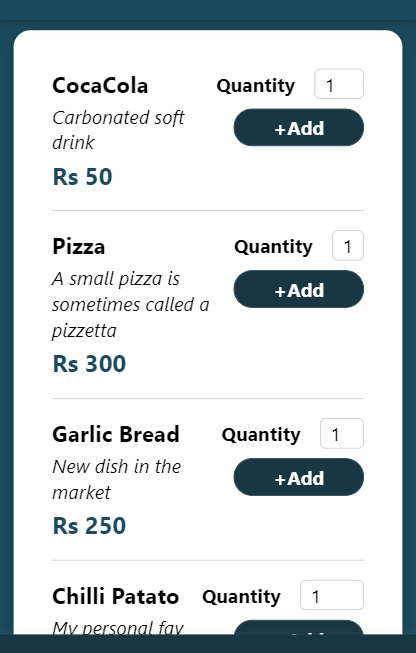 CocaCola Quantity 1
Carbonated soft
drink
+Add
Rs 50
Pizza Quantity 1
A small pizza is
sometimes called a
pizzetta
+Add
Rs 300
Garlic Bread Quantity 1
New dish in the
market
+Add
Rs 250
Chilli Patato Quantity 1
My personal fav